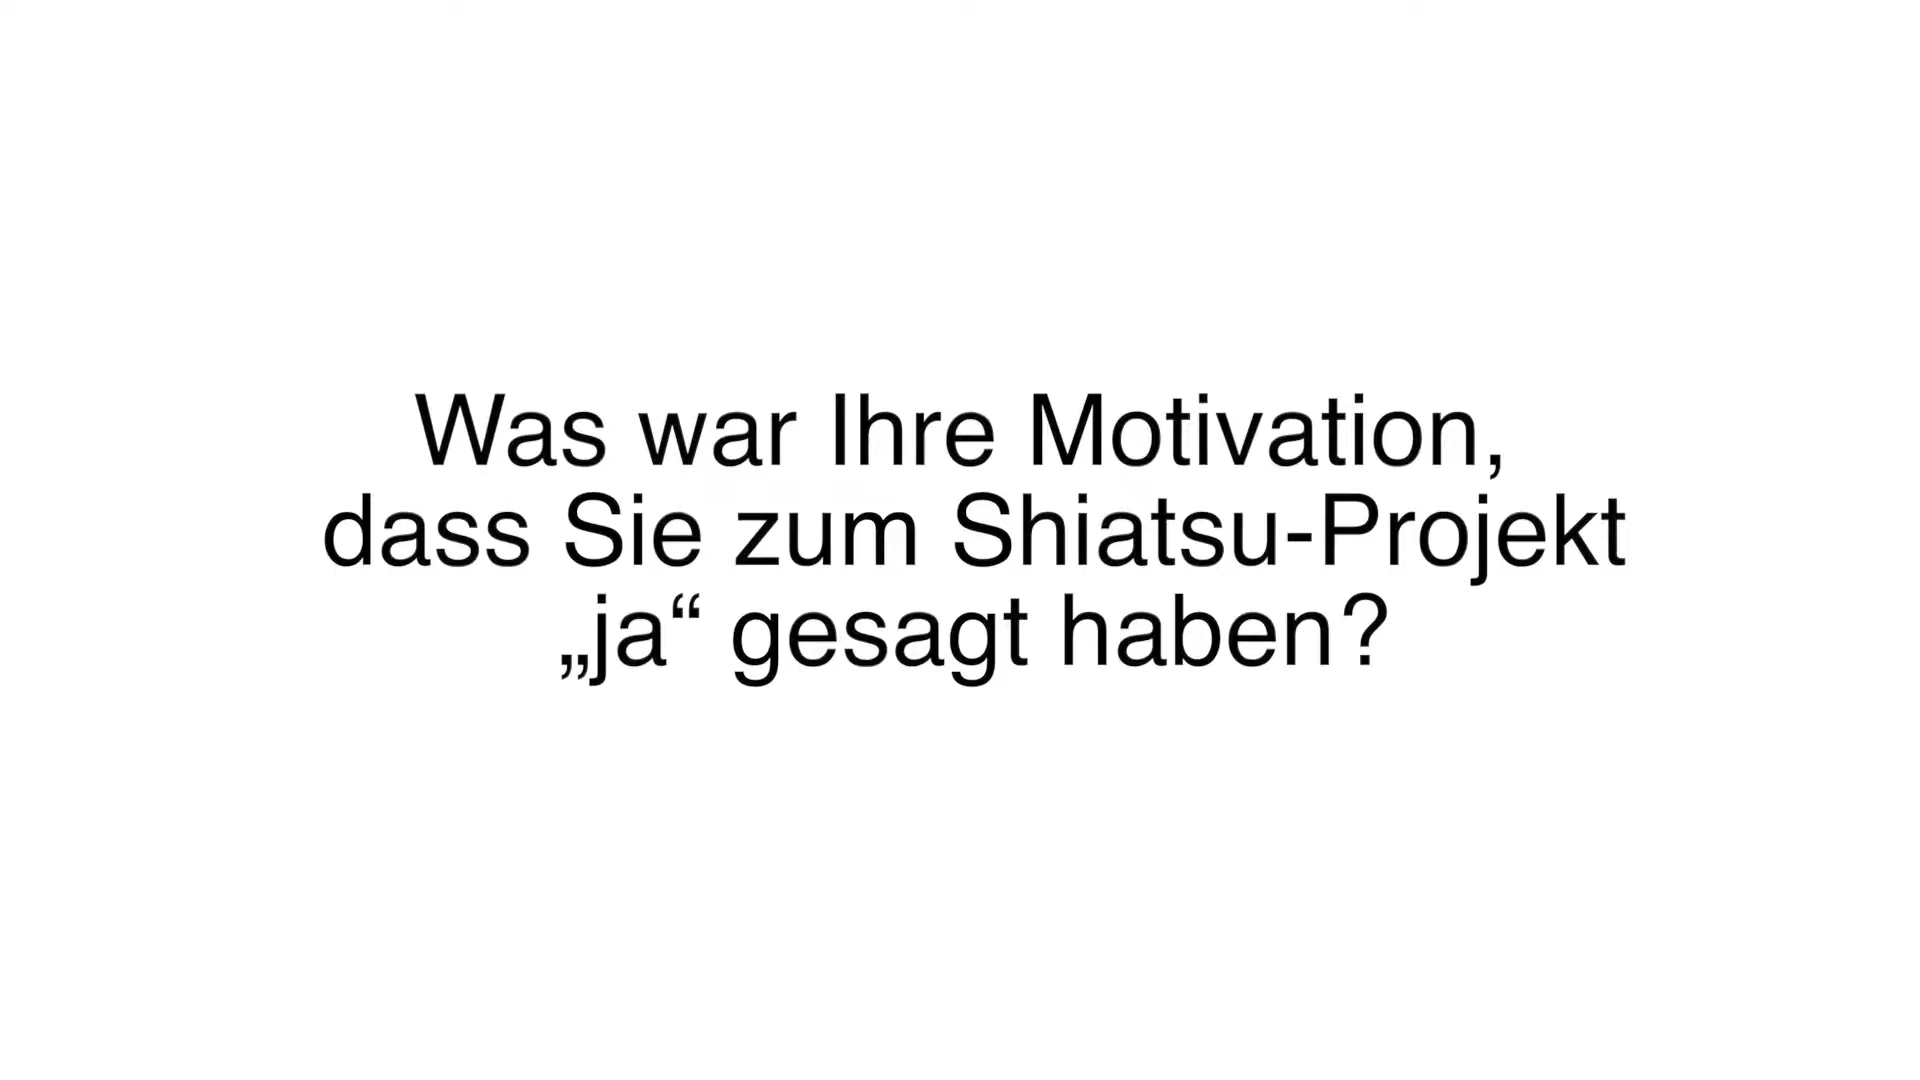 Was war Ihre Motivation,
dass Sie zum Shiatsu-Projekt
„ja“ gesagt haben?